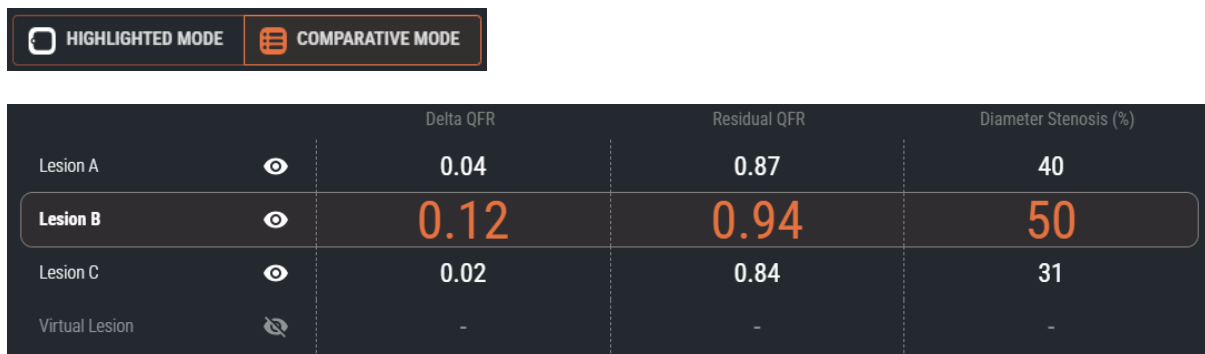 HIGHLIGHTED MODE COMPARATIVE MODE
Delta QFR Residual QFR Diameter Stenosis (%)
Lesion A 0.04 0.87 40
Lesion B 0.12 0.94 50
Lesion C 0.02 0.84 31
Virtual Lesion - - -